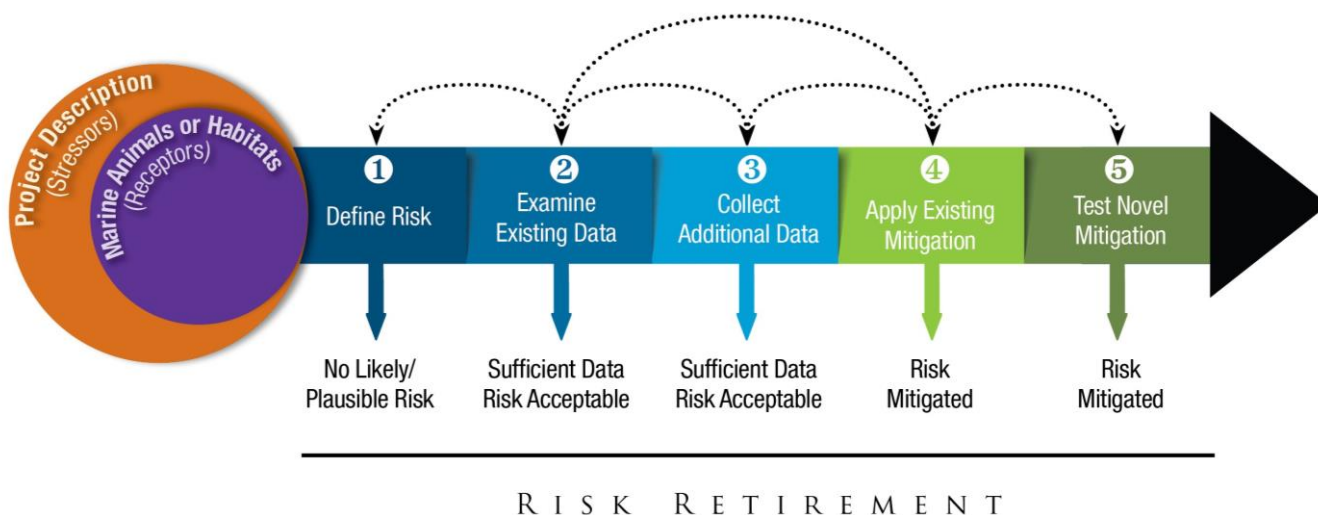 Project Description
(Stressors)
Marine Animals or Habitats
(Receptors)
1
Define Risk
2
Examine
Existing Data
3
Collect
Additional Data
4
Apply Existing
Mitigation
5
Test Novel
Mitigation
No Likely/
Plausible Risk
Sufficient Data
Risk Acceptable
Sufficient Data
Risk Acceptable
Risk
Mitigated
Risk
Mitigated
RISK RETIREMENT